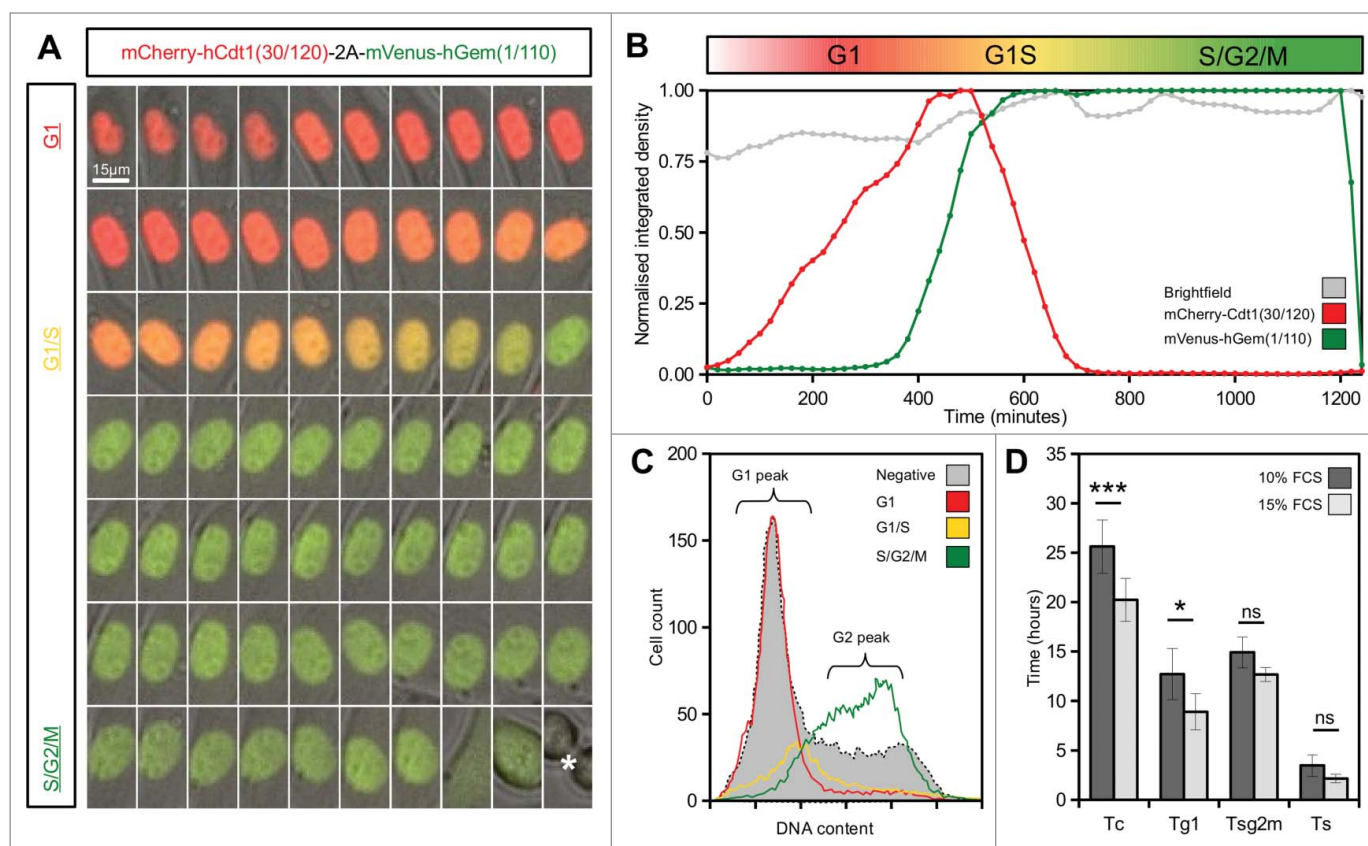 A
mCherry-hCdt1(30/120)-2A-mVenus-hGem(1/110)
G1
15µm
G1/S
S/G2/M
*
B
G1
G1S
S/G2/M
Normalised integrated density
1.00
0.75
0.50
0.25
0.00
Brightfield
mCherry-Cdt1(30/120)
mVenus-hGem(1/110)
0
200
400
600
800
1000
1200
Time (minutes)
C
Cell count
200
150
100
50
0
G1 peak
G2 peak
Negative
G1
G1/S
S/G2/M
DNA content
D
Time (hours)
35
30
25
20
15
10
5
0
10% FCS
15% FCS
***
*
ns
ns
Tc
Tg1
Tsg2m
Ts